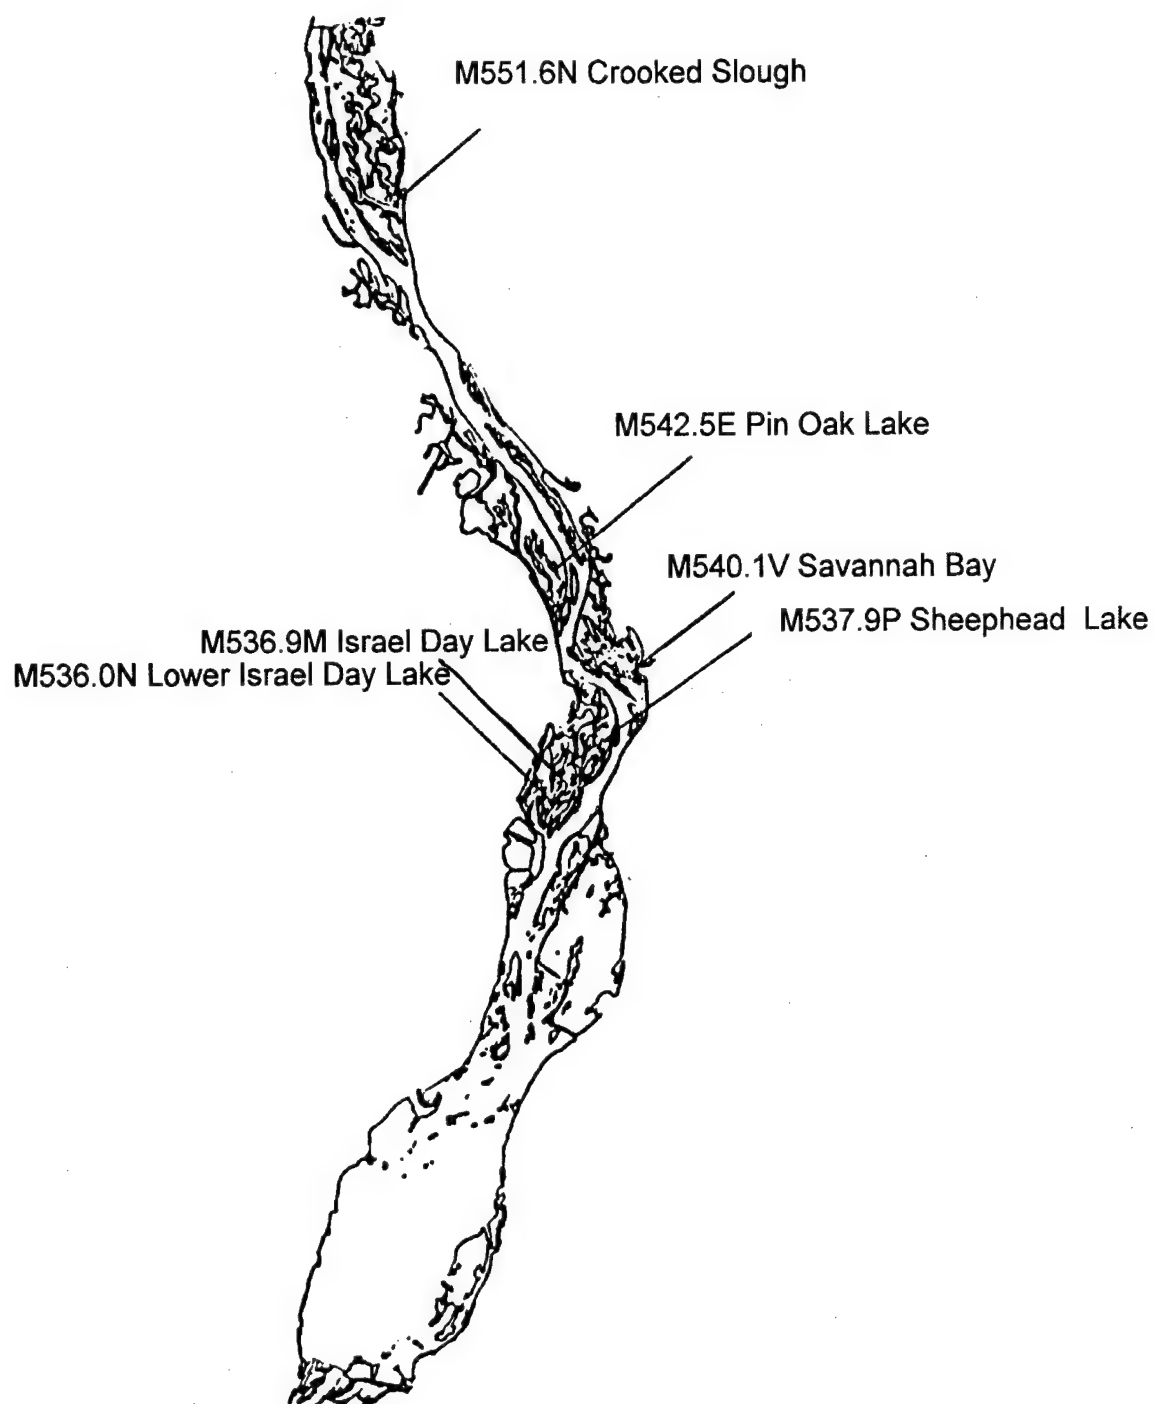 M551.6N Crooked Slough
M542.5E Pin Oak Lake
M540.1V Savannah Bay
M537.9P Sheephead Lake
M536.9M Israel Day Lake
M536.0N Lower Israel Day Lake